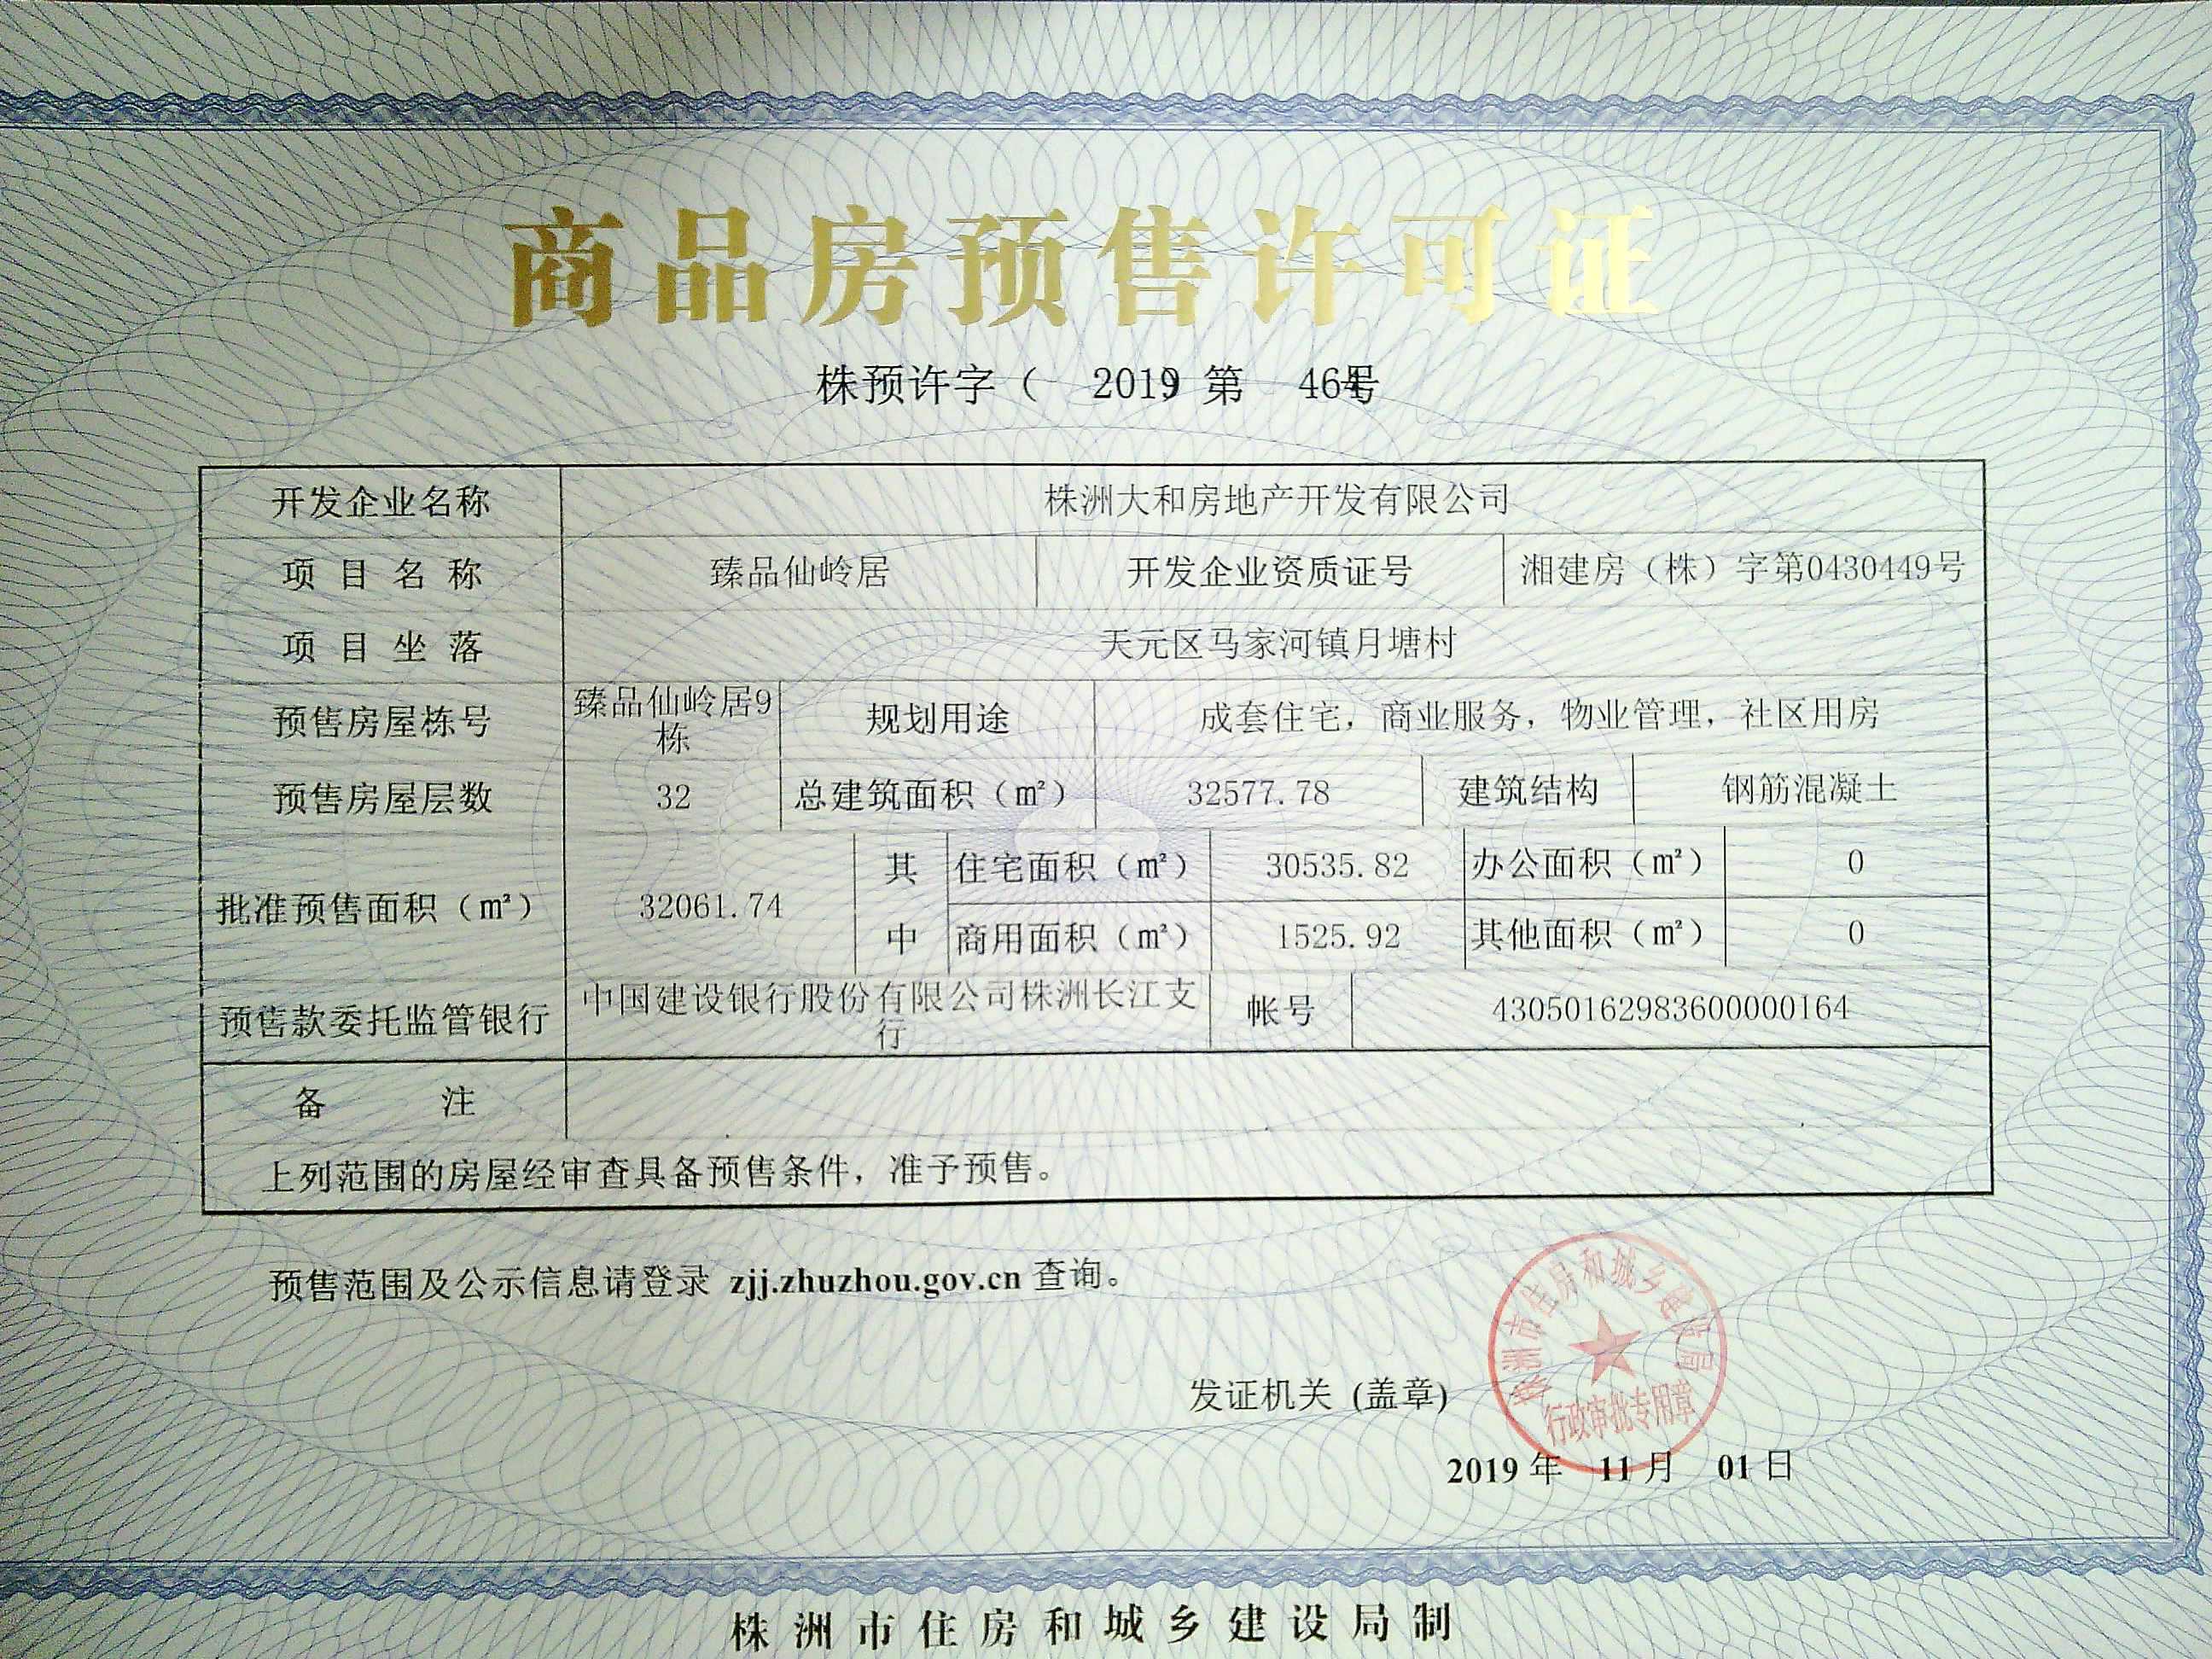 商品房预售许可证
株预许字（ 2019）第 464号
开发企业名称 株洲大和房地产开发有限公司
项目名称 臻品仙岭居 开发企业资质证号 湘建房（株）字第0430449号
项目坐落 天元区马家河镇月塘村
预售房屋栋号 臻品仙岭居9栋 规划用途 成套住宅，商业服务，物业管理，社区用房
预售房屋层数 32 总建筑面积（㎡） 32577.78 建筑结构 钢筋混凝土
批准预售面积（㎡） 32061.74 其中 住宅面积（㎡） 30535.82 办公面积（㎡） 0
商用面积（㎡） 1525.92 其他面积（㎡） 0
预售款委托监管银行 中国建设银行股份有限公司株洲长江支行 帐号 43050162983600000164
备注
上列范围的房屋经审查具备预售条件，准予预售。
预售范围及公示信息请登录 zjj.zhuzhou.gov.cn 查询。
株洲市住房和城乡建设局
行政审批专用章
发证机关 (盖章)
2019 年 11 月 01 日
株洲市住房和城乡建设局制